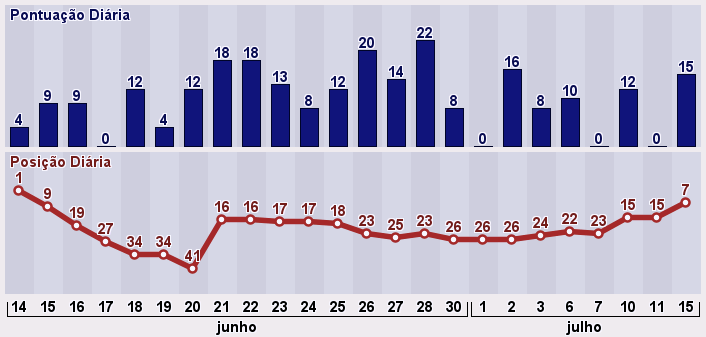 Pontuação Diária
4 9 9 0 12 4 12 18 18 13 8 12 20 14 22 8 0 16 8 10 0 12 0 15
Posição Diária
1 9 19 27 34 34 41 16 16 17 17 18 23 25 23 26 26 26 24 22 23 15 15 7
14 15 16 17 18 19 20 21 22 23 24 25 26 27 28 30 1 2 3 6 7 10 11 15
junho julho